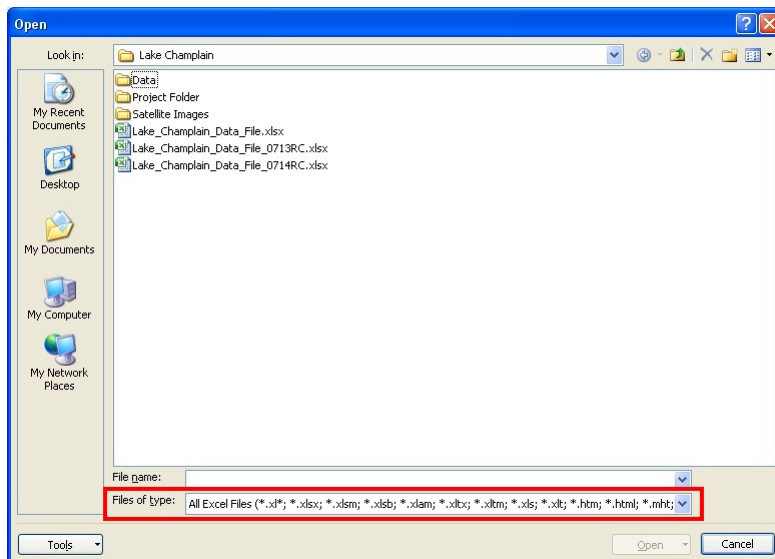 Open
Look in:
Lake Champlain
My Recent
Documents
Desktop
My Documents
My Computer
My Network
Places
Data
Project Folder
Satellite Images
Lake_Champlain_Data_File.xlsx
Lake_Champlain_Data_File_0713RC.xlsx
Lake_Champlain_Data_File_0714RC.xlsx
File name:
Files of type:
All Excel Files (*.xl*; *.xlsx; *.xlsm; *.xlsb; *.xlam; *.xltx; *.xltm; *.xls; *.xlt; *.htm; *.html; *.mht;
Tools
Open
Cancel